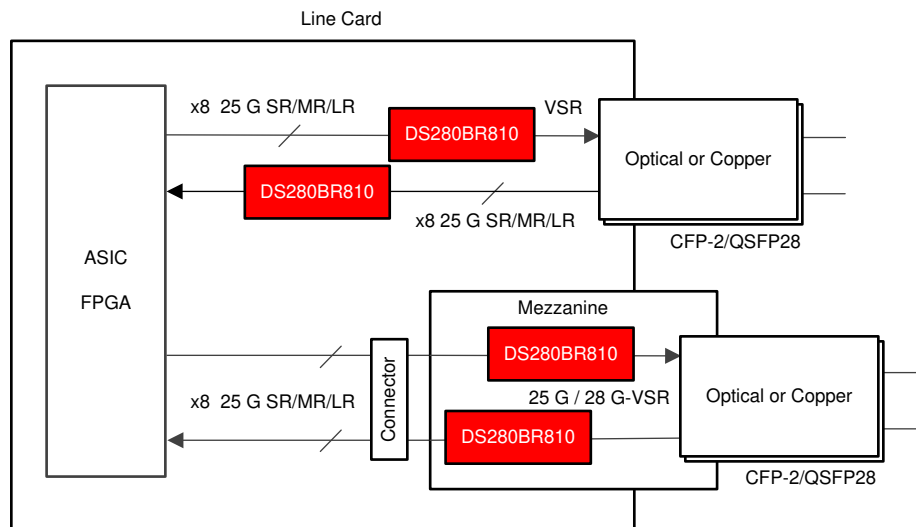 Line Card
x8 25 G SR/MR/LR
DS280BR810
VSR
Optical or Copper
DS280BR810
x8 25 G SR/MR/LR
CFP-2/QSFP28
ASIC
FPGA
Mezzanine
DS280BR810
Connector
x8 25 G SR/MR/LR
25 G / 28 G-VSR
Optical or Copper
DS280BR810
CFP-2/QSFP28